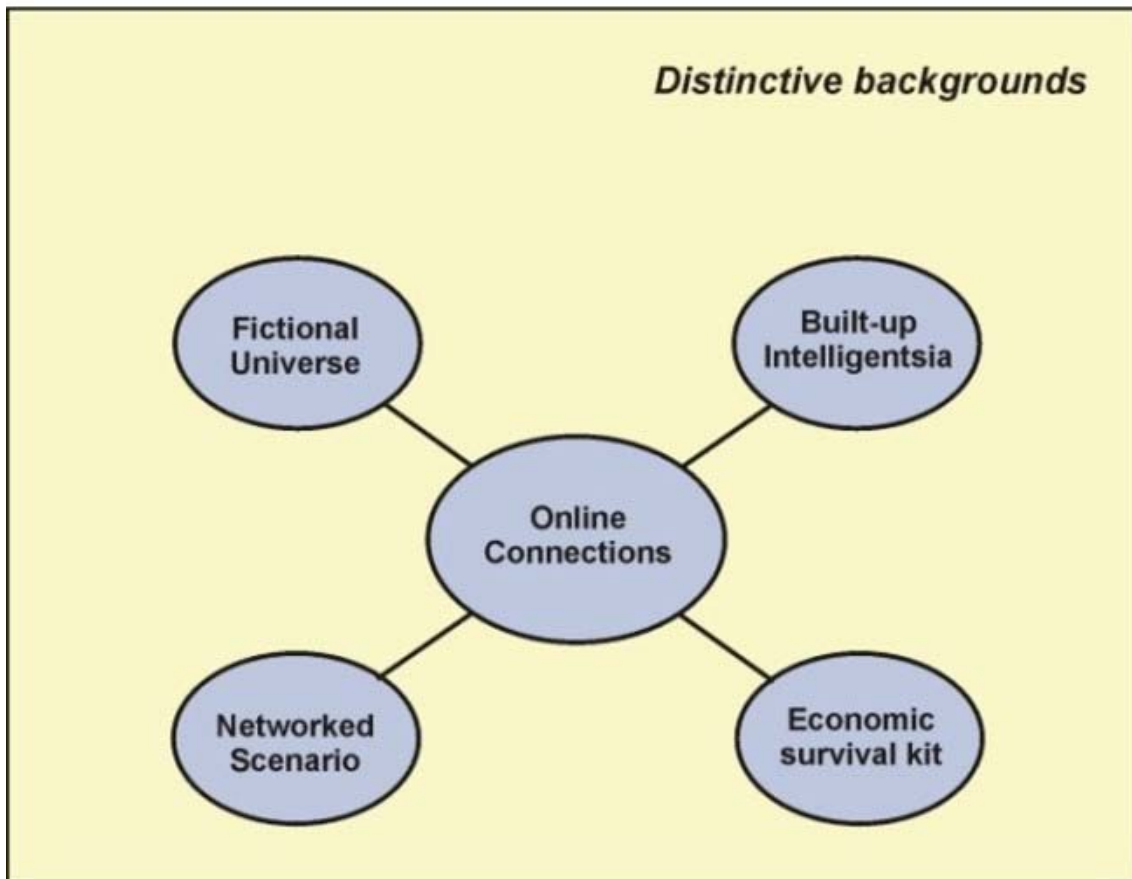 Distinctive backgrounds
Fictional
Universe
Built-up
Intelligentsia
Online
Connections
Networked
Scenario
Economic
survival kit